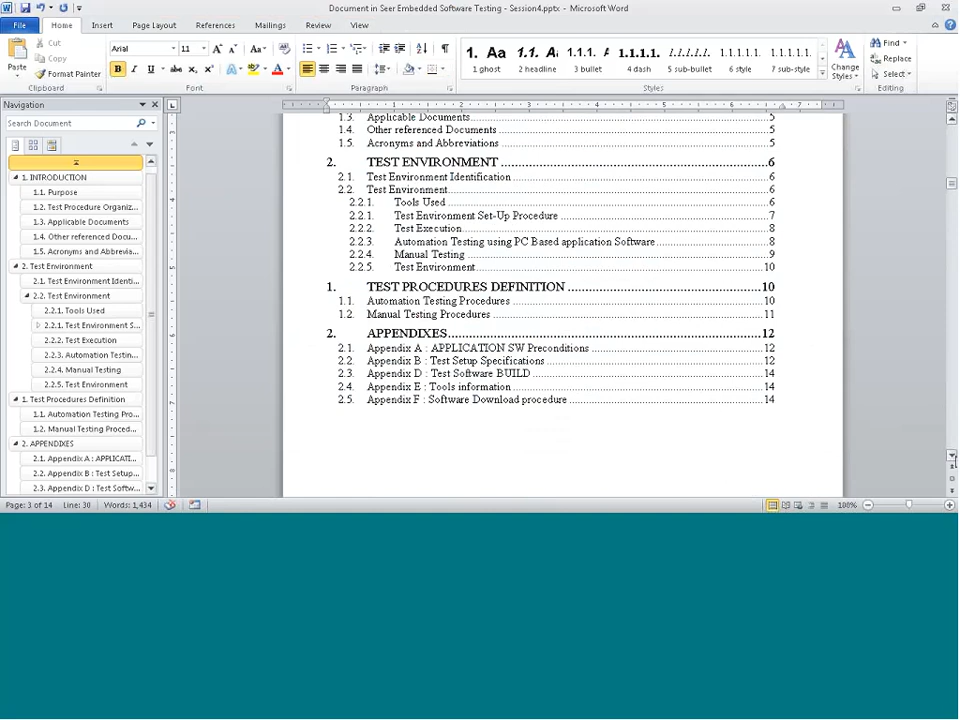 Document in Seer Embedded Software Testing - Session4.pptx - Microsoft Word
File Home Insert Page Layout References Mailings Review View
Paste
Cut
Copy
Format Painter
Clipboard
Arial 11
Font
Paragraph
1. Aa 1.1. A 1.1.1. A 1.1.1.1. 1.1.1.1. 1.1.1.1. 1.1.1.1.
1 ghost 2 headline 3 bullet 4 dash 5 sub-bullet 6 style 7 sub-style
Change Styles
Styles
Find
Replace
Select
Editing
Navigation
Search Document
1. INTRODUCTION
1.1. Purpose
1.2. Test Procedure Organiz...
1.3. Applicable Documents
1.4. Other referenced Docu...
1.5. Acronyms and Abbrevia...
2. Test Environment
2.1. Test Environment Identi...
2.2. Test Environment
2.2.1. Tools Used
2.2.1. Test Environment S...
2.2.2. Test Execution
2.2.3. Automation Testin...
2.2.4. Manual Testing
2.2.5. Test Environment
1. Test Procedures Definition
1.1. Automation Testing Pro...
1.2. Manual Testing Proced...
2. APPENDIXES
2.1. Appendix A : APPLICATI...
2.2. Appendix B : Test Setup...
2.3. Appendix D : Test Softw...
1.3. Applicable Documents 5
1.4. Other referenced Documents 5
1.5. Acronyms and Abbreviations 5
2. TEST ENVIRONMENT 6
2.1. Test Environment Identification 6
2.2. Test Environment 6
2.2.1. Tools Used 6
2.2.1. Test Environment Set-Up Procedure 7
2.2.2. Test Execution 8
2.2.3. Automation Testing using PC Based application Software 8
2.2.4. Manual Testing 9
2.2.5. Test Environment 10
1. TEST PROCEDURES DEFINITION 10
1.1. Automation Testing Procedures 10
1.2. Manual Testing Procedures 11
2. APPENDIXES 12
2.1. Appendix A : APPLICATION SW Preconditions 12
2.2. Appendix B : Test Setup Specifications 12
2.3. Appendix D : Test Software BUILD 14
2.4. Appendix E : Tools information 14
2.5. Appendix F : Software Download procedure 14
Page: 3 of 14 Line: 30 Words: 1,434
100%